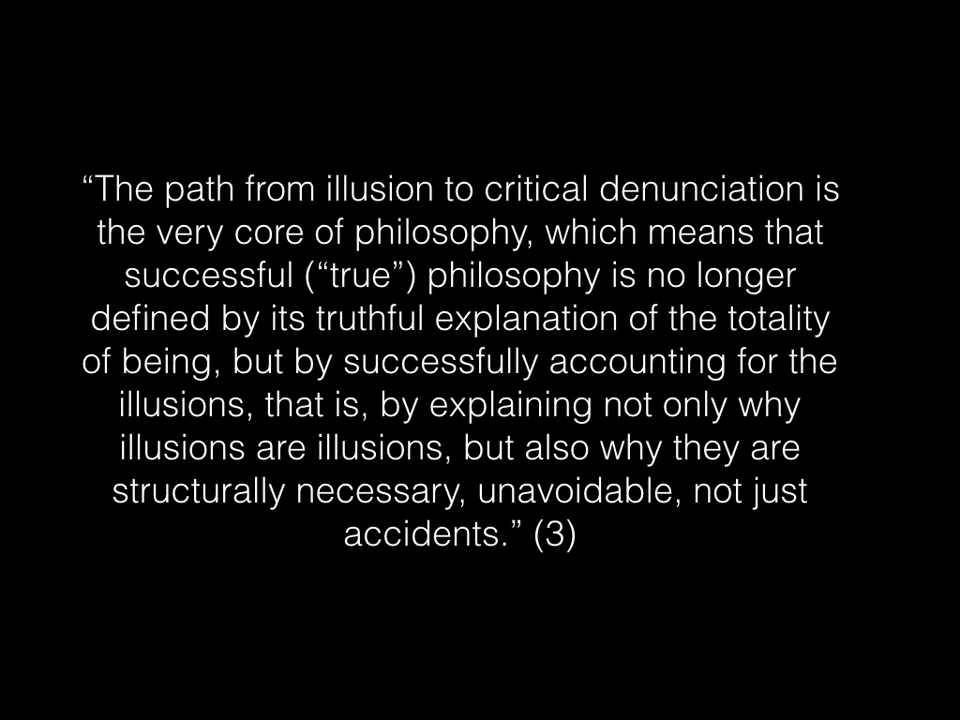 “The path from illusion to critical denunciation is
the very core of philosophy, which means that
successful (“true”) philosophy is no longer
defined by its truthful explanation of the totality
of being, but by successfully accounting for the
illusions, that is, by explaining not only why
illusions are illusions, but also why they are
structurally necessary, unavoidable, not just
accidents.” (3)